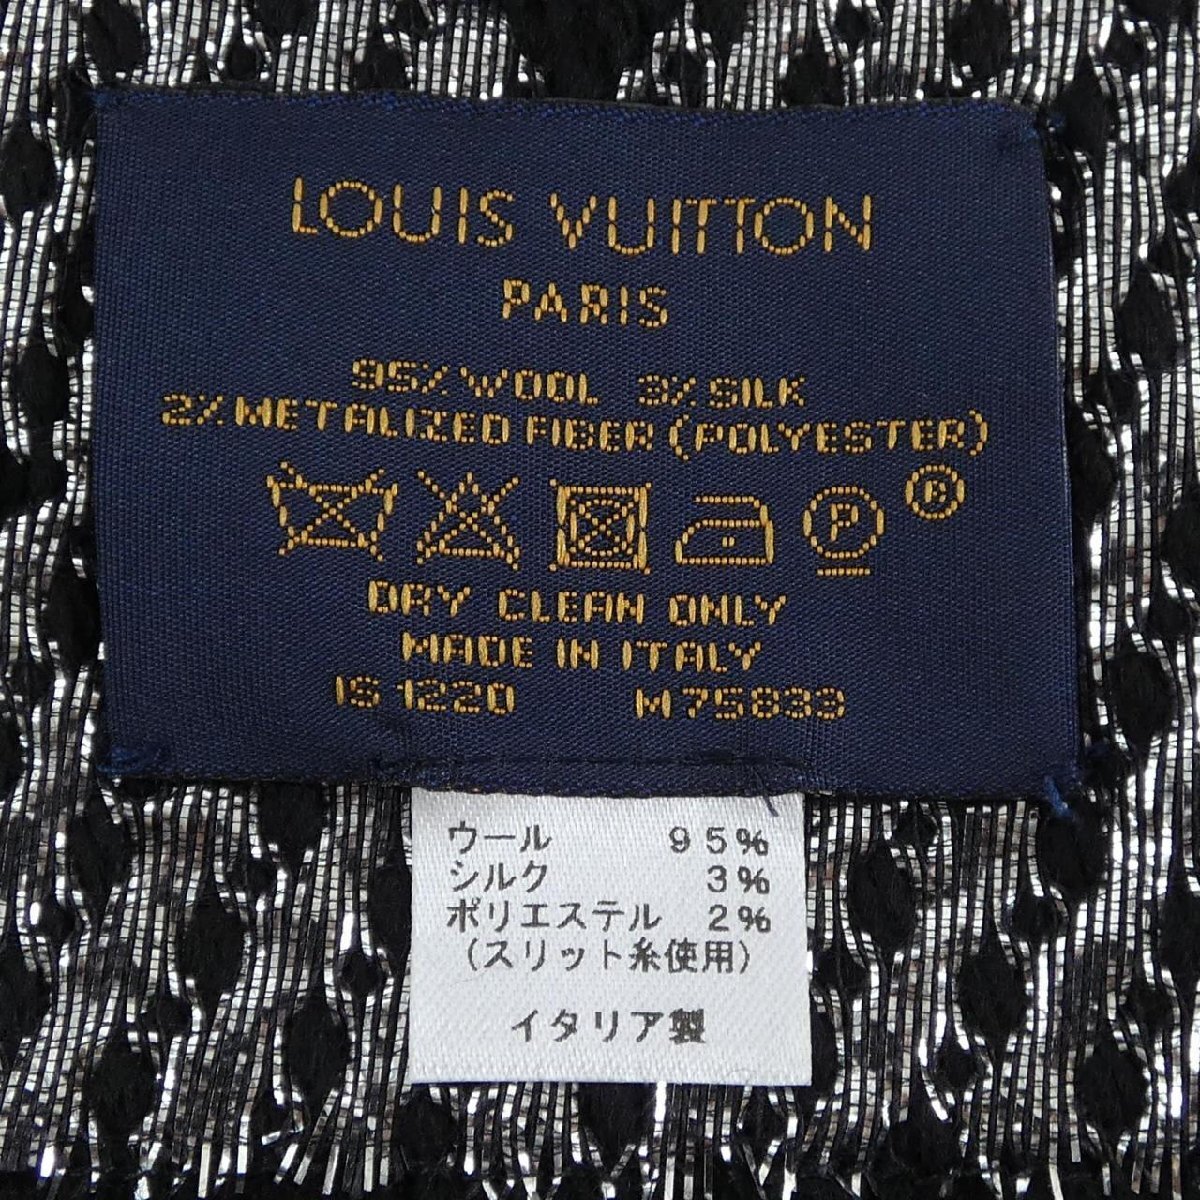 LOUIS VUITTON
PARIS
95% WOOL 3% SILK
2% METALIZED FIBER (POLYESTER)
P ®
DRY CLEAN ONLY
MADE IN ITALY
IS1220 M75833
ウール 95%
シルク 3%
ポリエステル 2%
(スリット糸使用)
イタリア製